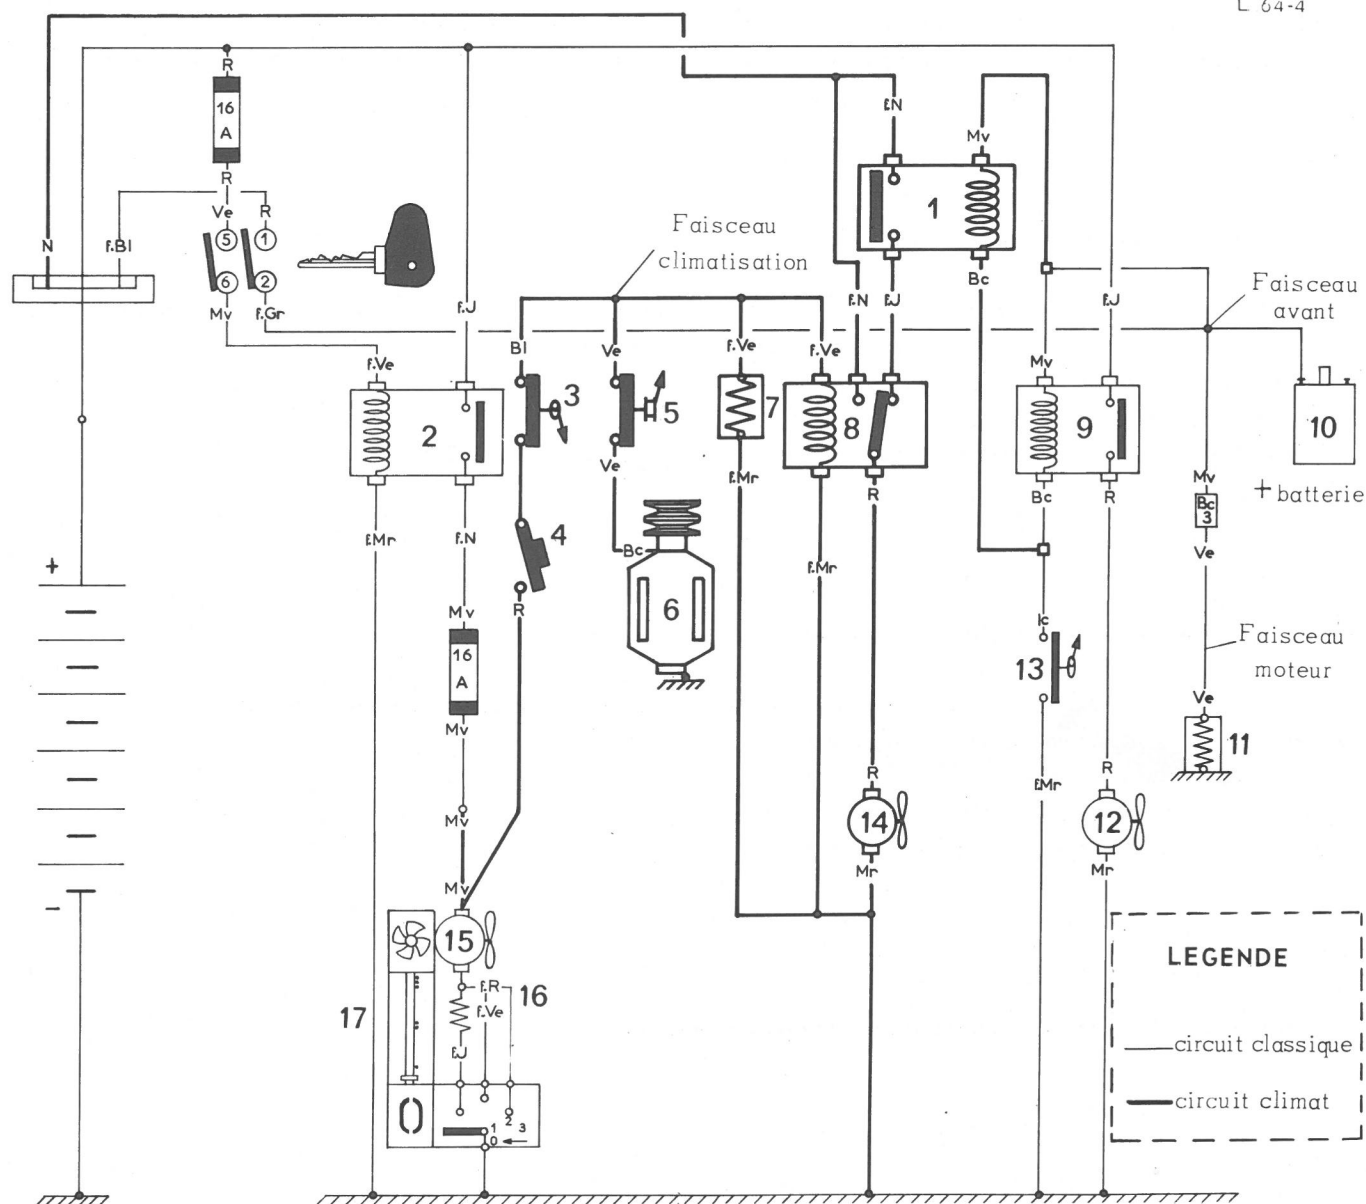 L 64-4
R
16
A
R
N
f.Bl
Ve
R
5
1
6
2
Mv
f.Gr
f.Ve
f.J
2
f.Mr
f.N
Mv
16
A
Mv
Mv
Mv
Faisceau
climatisation
Bl
3
4
R
Ve
5
Ve
Bc
6
f.Ve
7
f.Mr
f.Ve
f.N
f.J
8
f.Mr
R
R
14
Mr
f.N
Mv
1
Bc
Mv
f.J
9
Bc
R
Ic
13
f.Mr
R
12
Mr
Faisceau
avant
10
+ batterie
Mv
Bc
3
Ve
Faisceau
moteur
Ve
11
+
−
15
f.R
16
f.Ve
f.J
17
0
1
2
3
0
LEGENDE
circuit classique
circuit climat